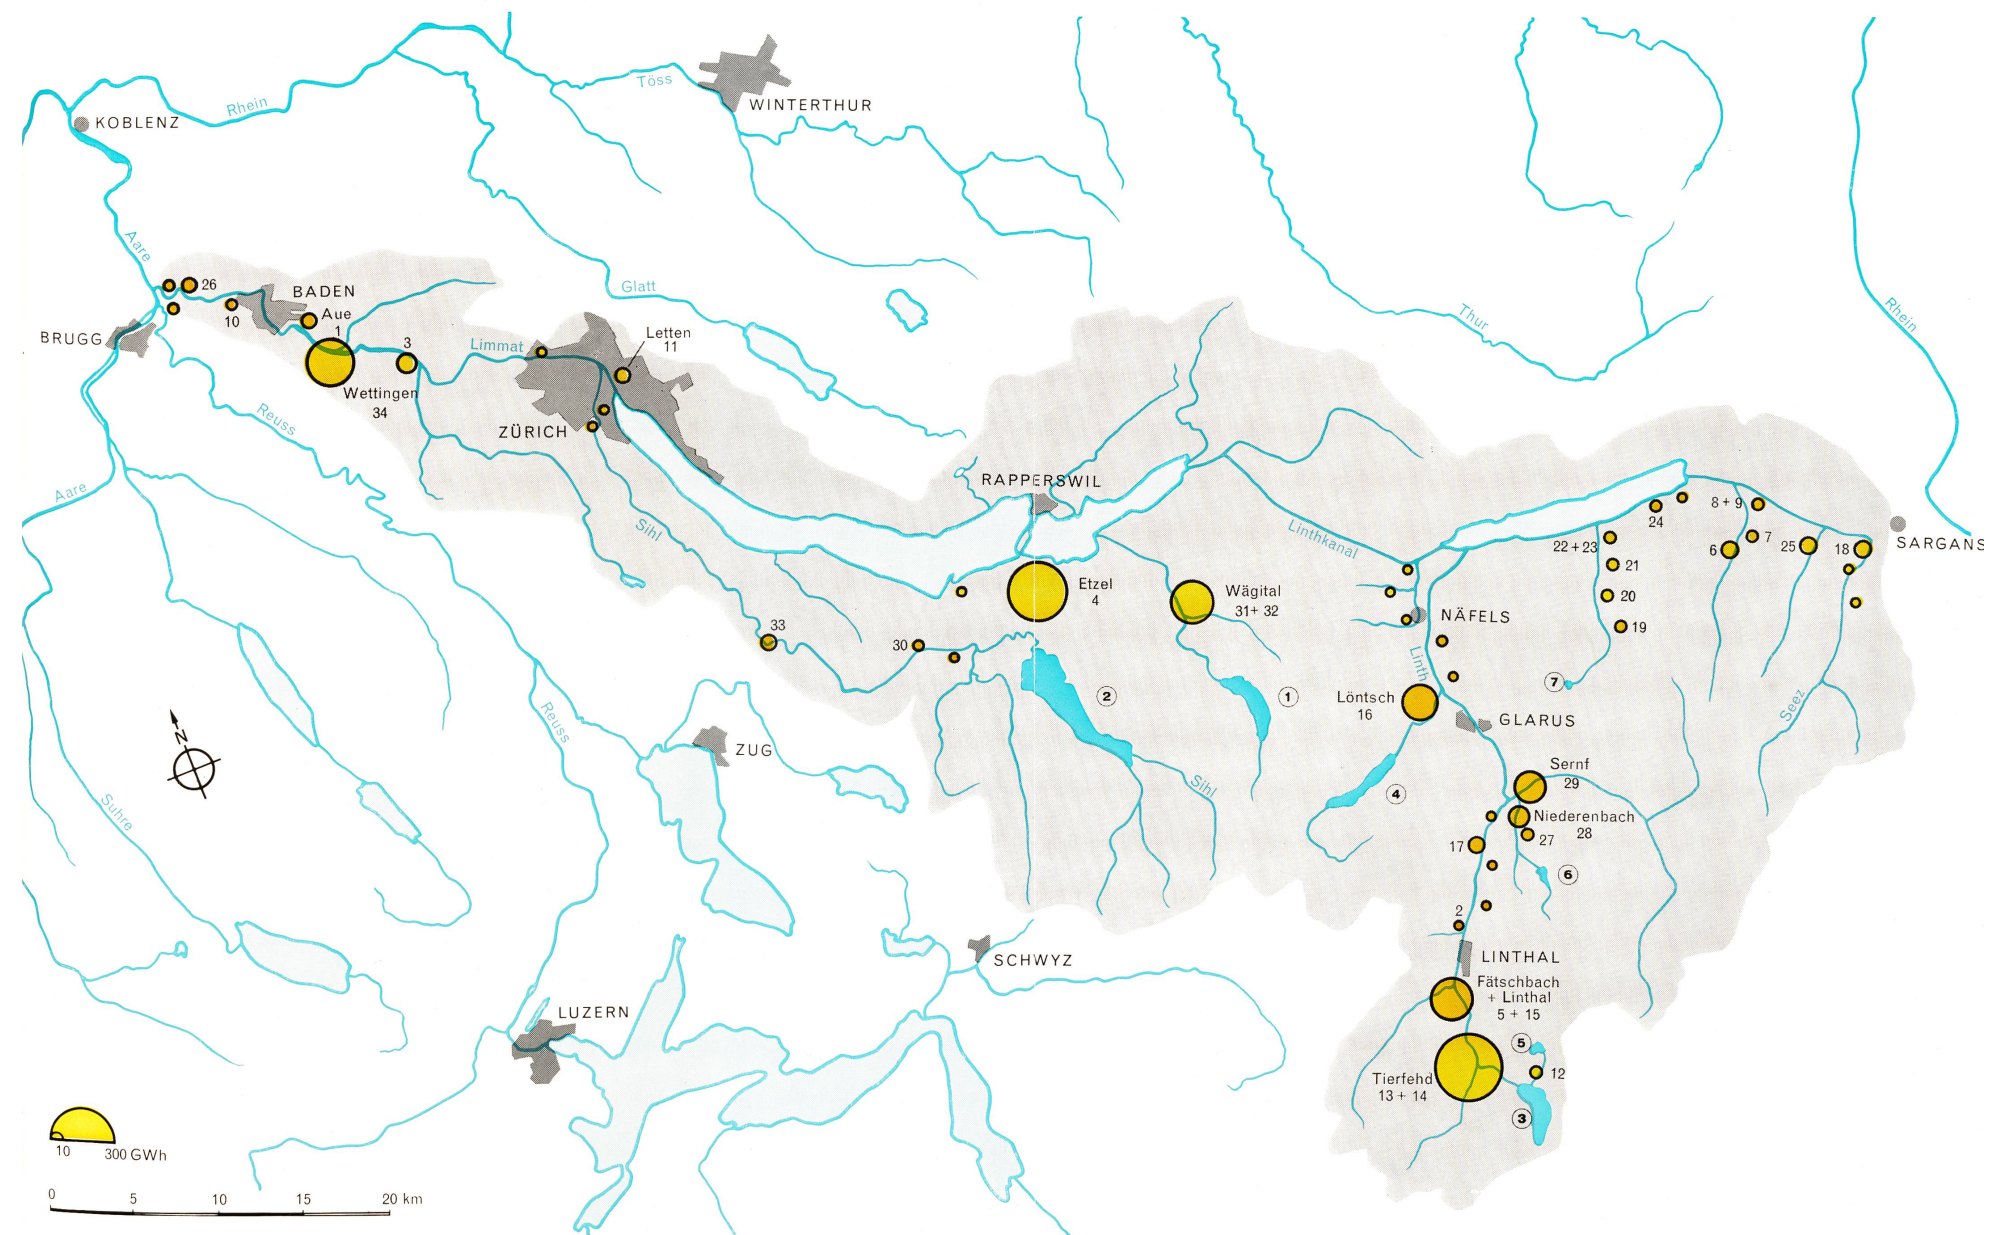 Töss
WINTERTHUR
Rhein
KOBLENZ
Aare
26
BADEN
Aue
1
10
BRUGG
3
Limmat
Letten
11
Wettingen
34
Glatt
Thur
Rhein
Reuss
ZÜRICH
Aare
Sihl
RAPPERSWIL
Linthkanal
8 + 9
24
22 + 23
7
6
25
18
SARGANS
21
20
19
Etzel
4
Wägital
31 + 32
NÄFELS
33
30
Linth
7
2
1
Löntsch
16
GLARUS
Seez
N
Reuss
ZUG
Sihl
4
Sernf
29
Niederenbach
28
27
17
6
Suhre
2
LINTHAL
SCHWYZ
Fätschbach
+ Linthal
5 + 15
LUZERN
5
12
Tierfehd
13 + 14
3
10
300 GWh
0
5
10
15
20 km